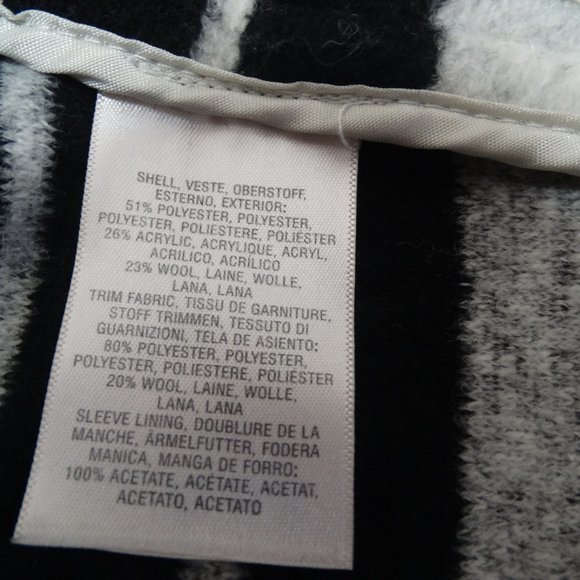 SHELL, VESTE, OBERSTOFF,
ESTERNO, EXTERIOR:
51% POLYESTER, POLYESTER,
POLYESTER, POLIESTERE, POLIÉSTER
26% ACRYLIC, ACRYLIQUE, ACRYL,
ACRILICO, ACRÍLICO
23% WOOL, LAINE, WOLLE,
LANA, LANA
TRIM FABRIC, TISSU DE GARNITURE,
STOFF TRIMMEN, TESSUTO DI
GUARNIZIONI, TELA DE ASIENTO:
80% POLYESTER, POLYESTER,
POLYESTER, POLIESTERE, POLIÉSTER
20% WOOL, LAINE, WOLLE,
LANA, LANA
SLEEVE LINING, DOUBLURE DE LA
MANCHE, ÄRMELFUTTER, FODERA
MANICA, MANGA DE FORRO:
100% ACETATE, ACÉTATE, ACETAT,
ACETATO, ACETATO